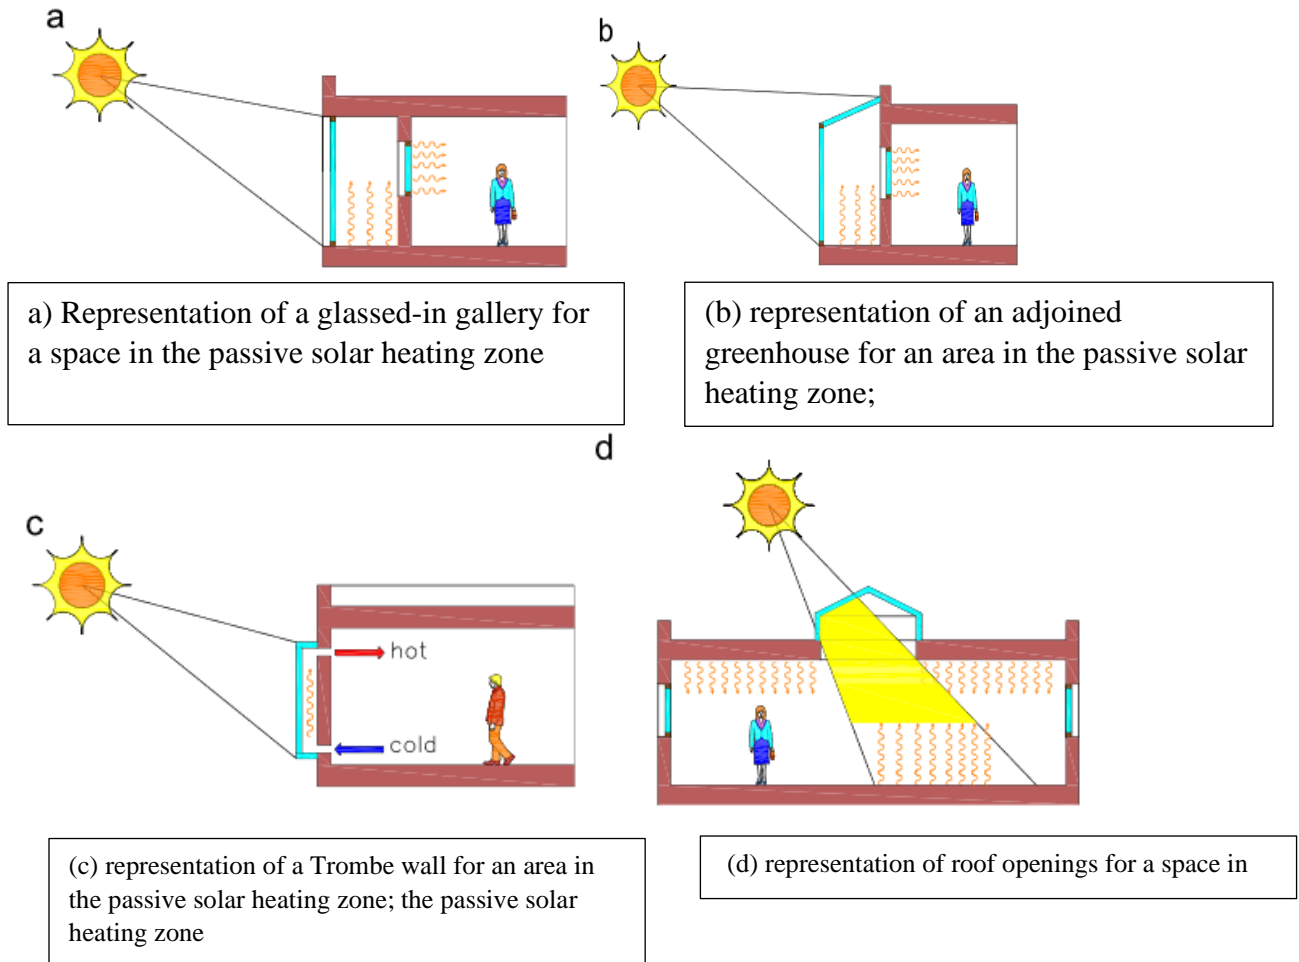 a
b
a) Representation of a glassed-in gallery for
a space in the passive solar heating zone
(b) representation of an adjoined
greenhouse for an area in the passive solar
heating zone;
c
hot
cold
d
(c) representation of a Trombe wall for an area in
the passive solar heating zone; the passive solar
heating zone
(d) representation of roof openings for a space in